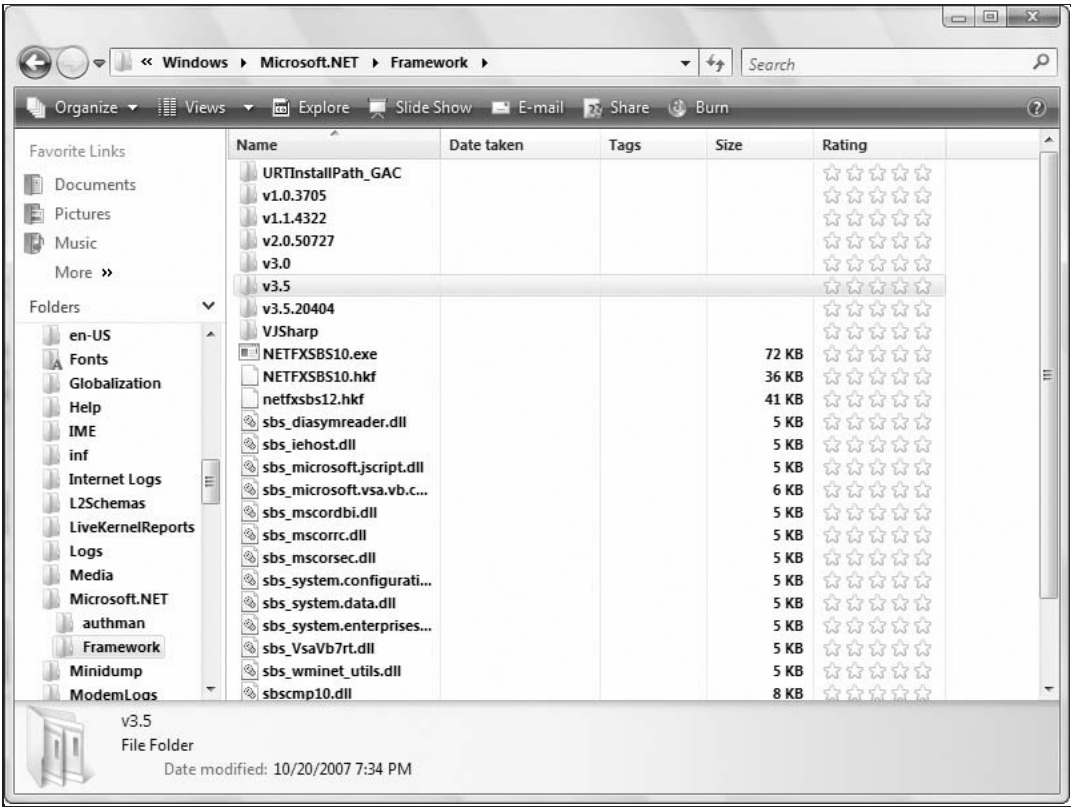 « Windows ▸ Microsoft.NET ▸ Framework ▸ Search
Organize Views Explore Slide Show E-mail Share Burn
Favorite Links
Documents
Pictures
Music
More »
Folders
en-US
Fonts
Globalization
Help
IME
inf
Internet Logs
L2Schemas
LiveKernelReports
Logs
Media
Microsoft.NET
authman
Framework
Minidump
ModemLogs
Name Date taken Tags Size Rating
URTInstallPath_GAC
v1.0.3705
v1.1.4322
v2.0.50727
v3.0
v3.5
v3.5.20404
VJSharp
NETFXSBS10.exe 72 KB
NETFXSBS10.hkf 36 KB
netfxsbs12.hkf 41 KB
sbs_diasymreader.dll 5 KB
sbs_iehost.dll 5 KB
sbs_microsoft.jscript.dll 5 KB
sbs_microsoft.vsa.vb.c... 6 KB
sbs_mscordbi.dll 5 KB
sbs_mscorrc.dll 5 KB
sbs_mscorsec.dll 5 KB
sbs_system.configurati... 5 KB
sbs_system.data.dll 5 KB
sbs_system.enterprises... 5 KB
sbs_VsaVb7rt.dll 5 KB
sbs_wminet_utils.dll 5 KB
sbscmp10.dll 8 KB
v3.5
File Folder
Date modified: 10/20/2007 7:34 PM